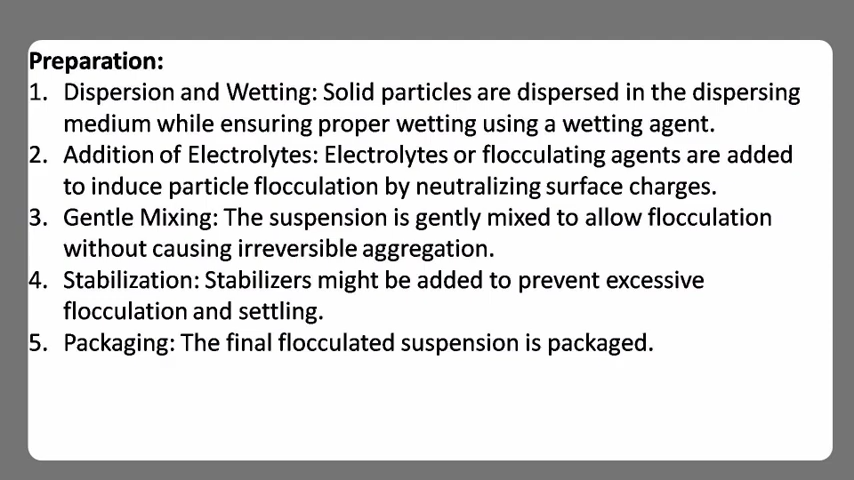 Preparation:
1. Dispersion and Wetting: Solid particles are dispersed in the dispersing
medium while ensuring proper wetting using a wetting agent.
2. Addition of Electrolytes: Electrolytes or flocculating agents are added
to induce particle flocculation by neutralizing surface charges.
3. Gentle Mixing: The suspension is gently mixed to allow flocculation
without causing irreversible aggregation.
4. Stabilization: Stabilizers might be added to prevent excessive
flocculation and settling.
5. Packaging: The final flocculated suspension is packaged.